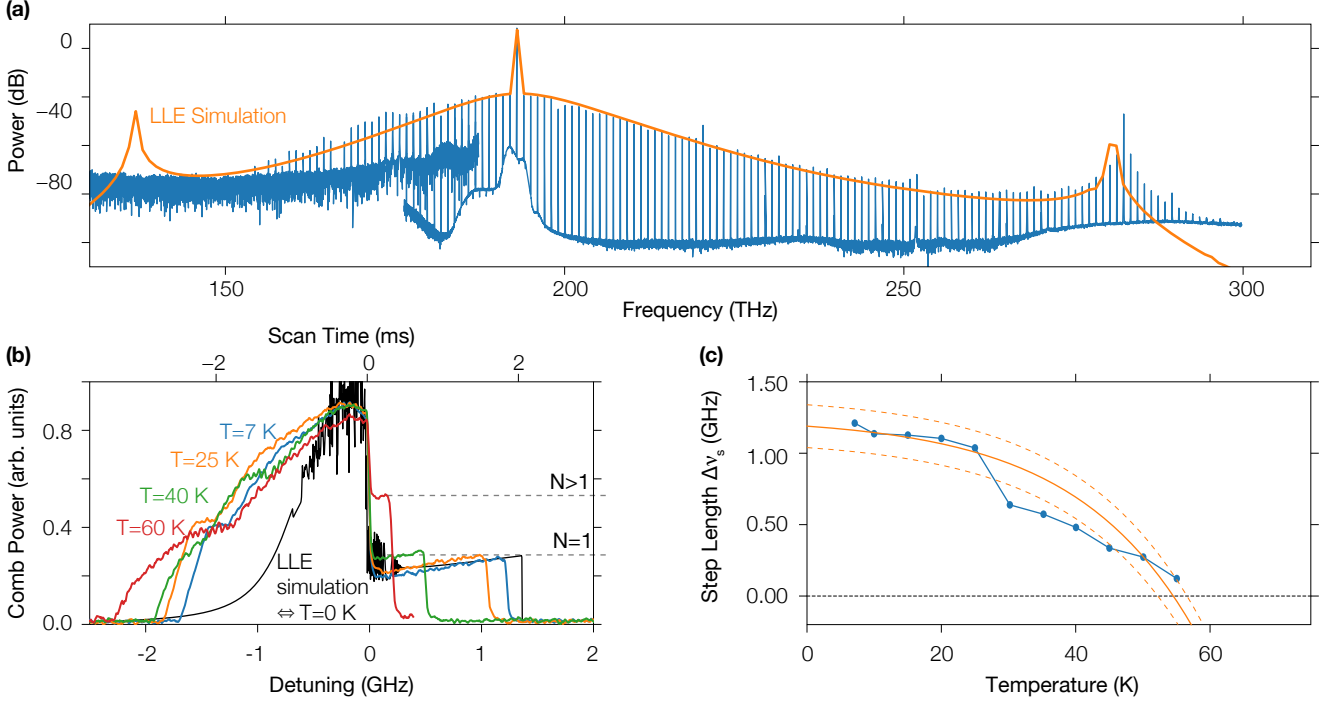 (a)
Power (dB)
0
−40
−80
LLE Simulation
150
200
250
300
Frequency (THz)
(b)
Scan Time (ms)
−2
0
2
Comb Power (arb. units)
0.8
0.4
0.0
T=7 K
T=25 K
T=40 K
T=60 K
N>1
N=1
LLE
simulation
⇔ T=0 K
-2
-1
0
1
2
Detuning (GHz)
(c)
Step Length Δνs (GHz)
1.50
1.00
0.50
0.00
0
20
40
60
Temperature (K)